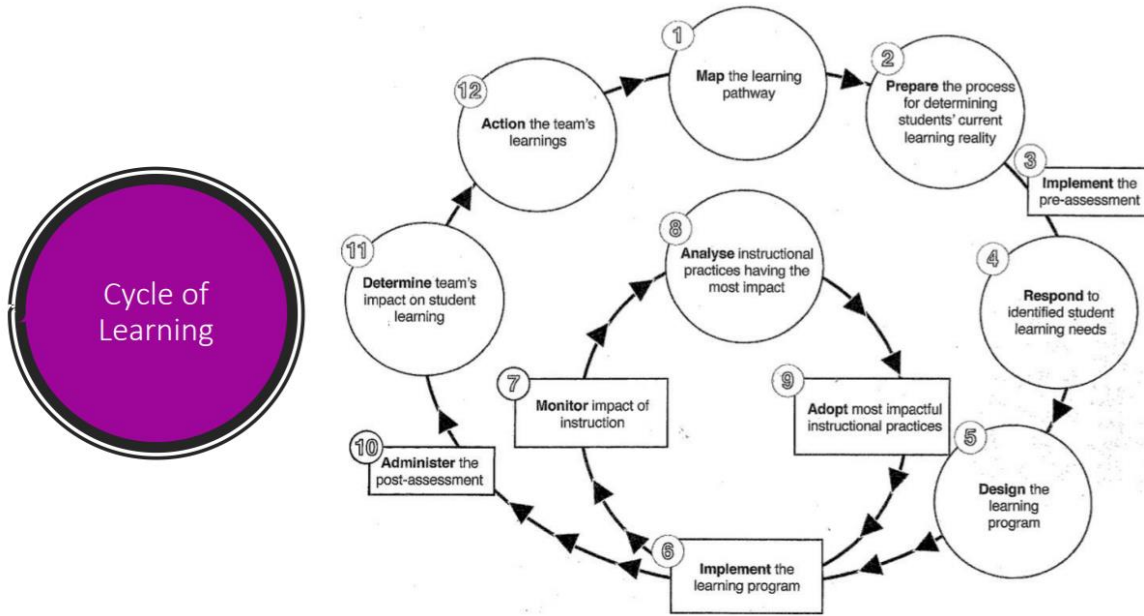 Cycle of
Learning
1
Map the learning
pathway
2
Prepare the process
for determining
students' current
learning reality
3
Implement the
pre-assessment
4
Respond to
identified student
learning needs
5
Design the
learning
program
6
Implement the
learning program
7
Monitor impact of
instruction
8
Analyse instructional
practices having the
most impact
9
Adopt most impactful
instructional practices
10
Administer the
post-assessment
11
Determine team's
impact on student
learning
12
Action the team's
learnings